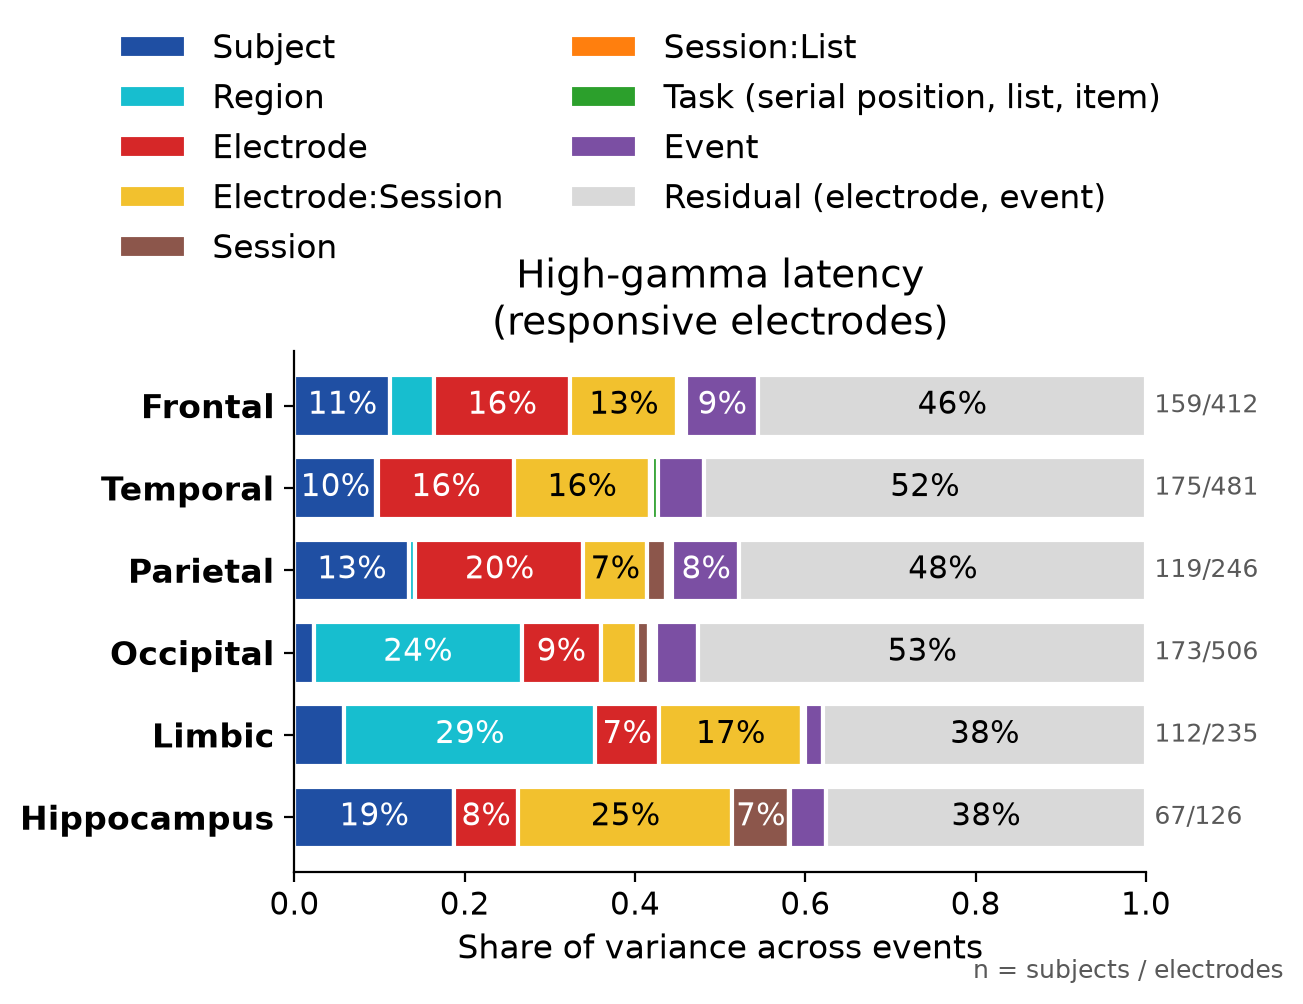 Subject
Region
Electrode
Electrode:Session
Session
Session:List
Task (serial position, list, item)
Event
Residual (electrode, event)
High-gamma latency
(responsive electrodes)
Frontal 11% 16% 13% 9% 46% 159/412
Temporal 10% 16% 16% 52% 175/481
Parietal 13% 20% 7% 8% 48% 119/246
Occipital 24% 9% 53% 173/506
Limbic 29% 7% 17% 38% 112/235
Hippocampus 19% 8% 25% 7% 38% 67/126
0.0 0.2 0.4 0.6 0.8 1.0
Share of variance across events
n = subjects / electrodes